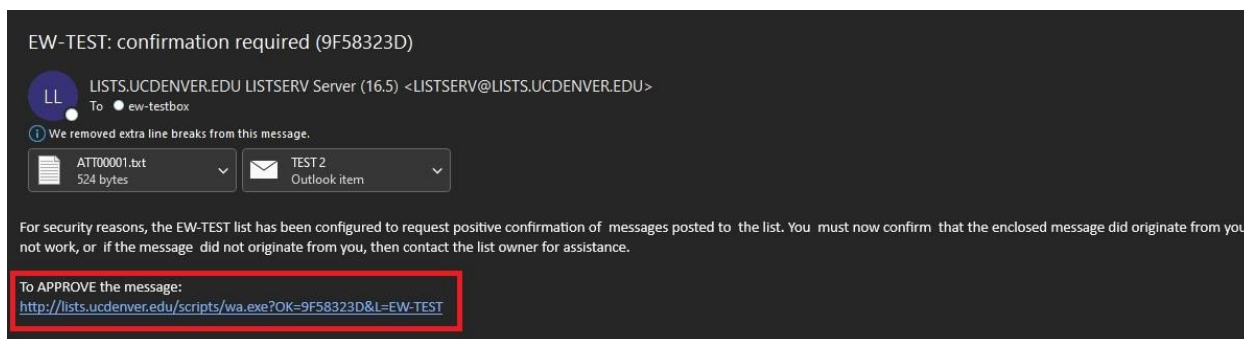 EW-TEST: confirmation required (9F58323D)
LL
LISTS.UCDENVER.EDU LISTSERV Server (16.5) <LISTSERV@LISTS.UCDENVER.EDU>
To ew-testbox
We removed extra line breaks from this message.
ATT00001.txt
524 bytes
TEST 2
Outlook item
For security reasons, the EW-TEST list has been configured to request positive confirmation of messages posted to the list. You must now confirm that the enclosed message did originate from you
not work, or if the message did not originate from you, then contact the list owner for assistance.
To APPROVE the message:
http://lists.ucdenver.edu/scripts/wa.exe?OK=9F58323D&L=EW-TEST